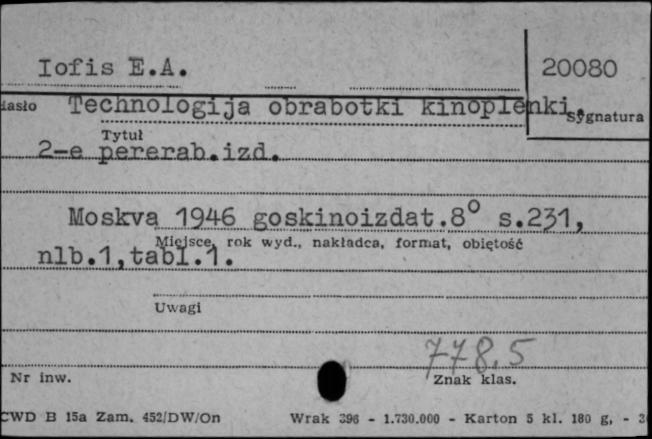 Iofis E.A.
20080
Technologija obrabotki kinoplenki.
Sygnatura
Tytuł
2-e pererab.izd.
Moskva 1946 goskinoizdat.8° s.231,
Miejsce, rok wyd., nakładca, format, objętość
nlb.1,tabl.1.
Uwagi
778.5
Nr inw.
Znak klas.
CWD B 15a Zam. 452/DW/On Wrak 396 - 1.730.000 - Karton 5 kl. 180 g, -